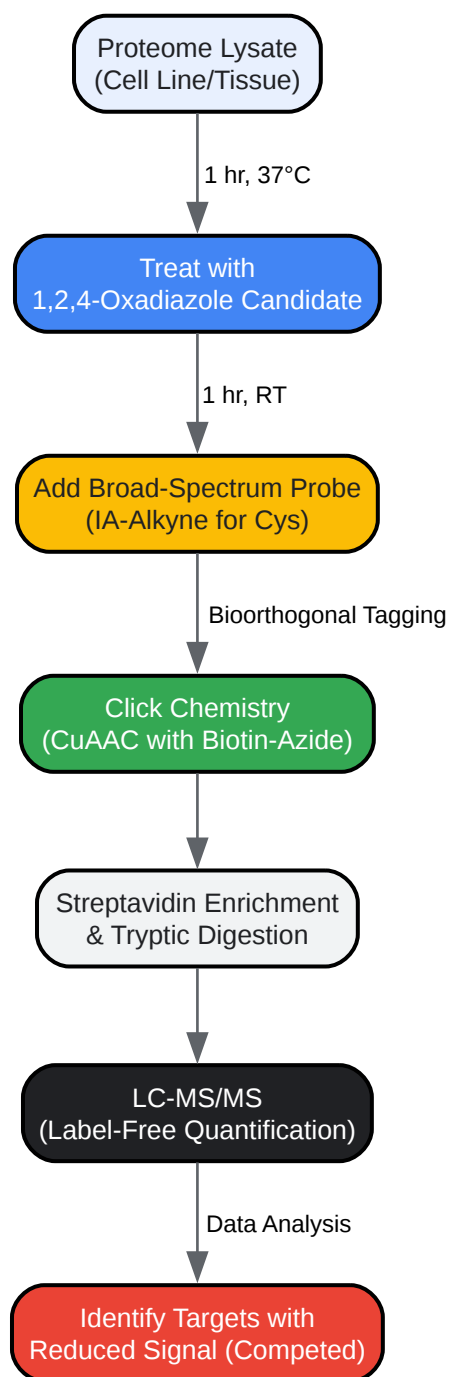 Proteome Lysate
(Cell Line/Tissue)
1 hr, 37°C
Treat with
1,2,4-Oxadiazole Candidate
1 hr, RT
Add Broad-Spectrum Probe
(IA-Alkyne for Cys)
Bioorthogonal Tagging
Click Chemistry
(CuAAC with Biotin-Azide)
Streptavidin Enrichment
& Tryptic Digestion
LC-MS/MS
(Label-Free Quantification)
Data Analysis
Identify Targets with
Reduced Signal (Competed)